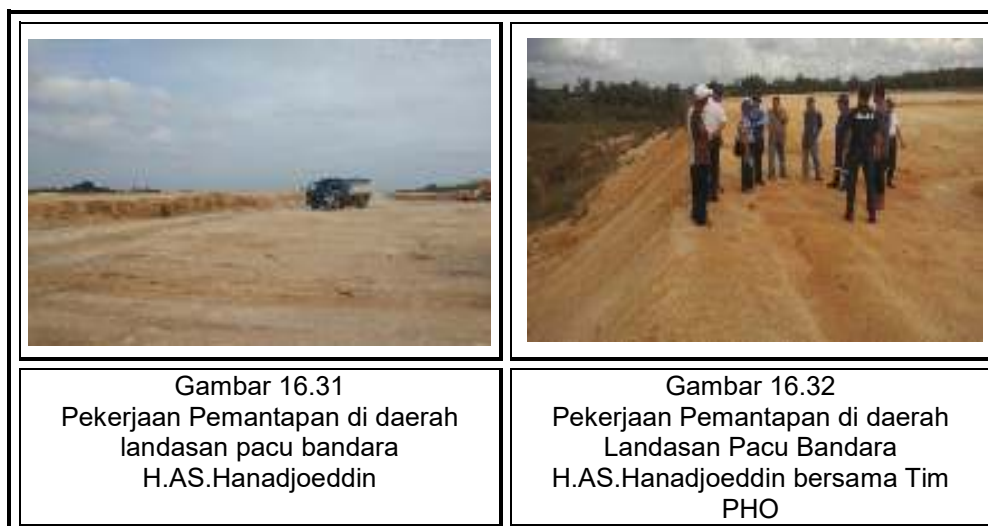 Gambar 16.31
Pekerjaan Pemantapan di daerah
landasan pacu bandara
H.AS.Hanadjoeddin
Gambar 16.32
Pekerjaan Pemantapan di daerah
Landasan Pacu Bandara
H.AS.Hanadjoeddin bersama Tim
PHO